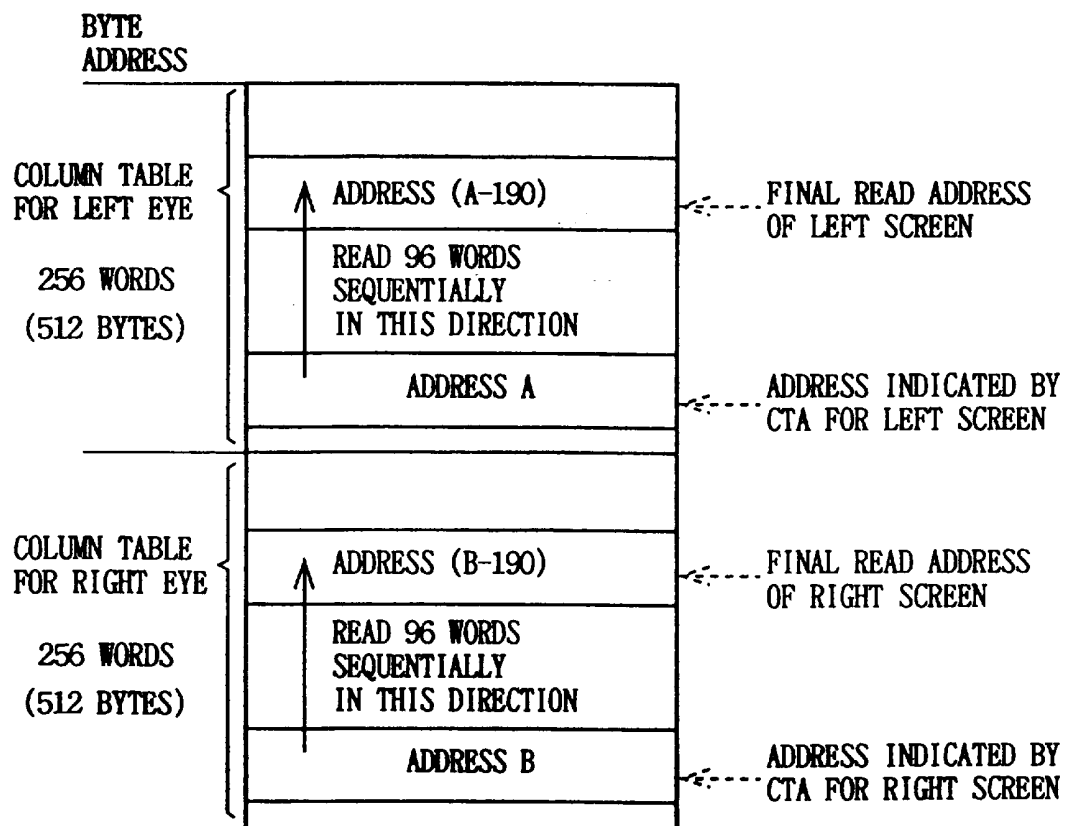 BYTE
ADDRESS
COLUMN TABLE
FOR LEFT EYE
256 WORDS
(512 BYTES)
ADDRESS (A-190)
READ 96 WORDS
SEQUENTIALLY
IN THIS DIRECTION
ADDRESS A
FINAL READ ADDRESS
OF LEFT SCREEN
ADDRESS INDICATED BY
CTA FOR LEFT SCREEN
COLUMN TABLE
FOR RIGHT EYE
256 WORDS
(512 BYTES)
ADDRESS (B-190)
READ 96 WORDS
SEQUENTIALLY
IN THIS DIRECTION
ADDRESS B
FINAL READ ADDRESS
OF RIGHT SCREEN
ADDRESS INDICATED BY
CTA FOR RIGHT SCREEN